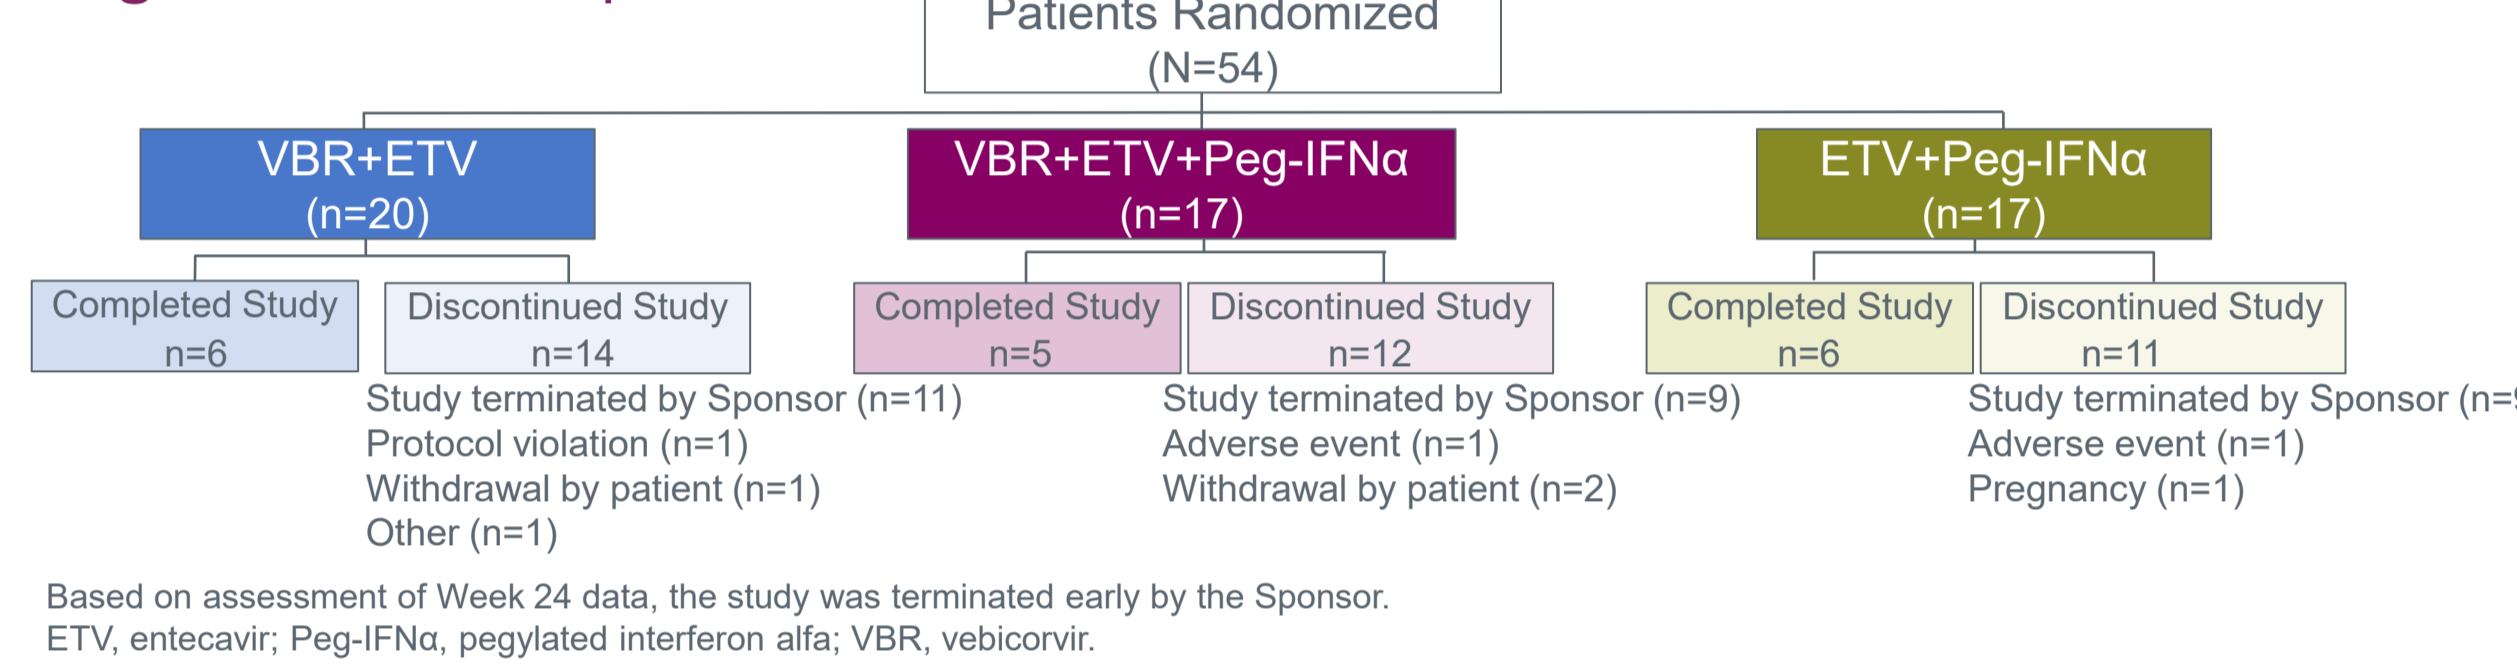 Patients Randomized
(N=54)
VBR+ETV
(n=20)
VBR+ETV+Peg-IFNα
(n=17)
ETV+Peg-IFNα
(n=17)
Completed Study
n=6
Discontinued Study
n=14
Completed Study
n=5
Discontinued Study
n=12
Completed Study
n=6
Discontinued Study
n=11
Study terminated by Sponsor (n=11)
Protocol violation (n=1)
Withdrawal by patient (n=1)
Other (n=1)
Study terminated by Sponsor (n=9)
Adverse event (n=1)
Withdrawal by patient (n=2)
Study terminated by Sponsor (n=9
Adverse event (n=1)
Pregnancy (n=1)
Based on assessment of Week 24 data, the study was terminated early by the Sponsor.
ETV, entecavir; Peg-IFNα, pegylated interferon alfa; VBR, vebicorvir.